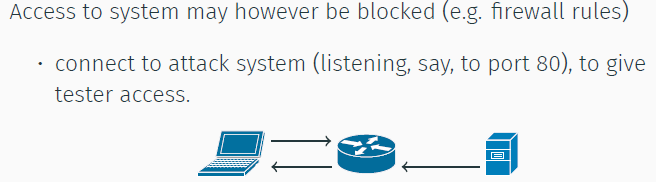 Access to system may however be blocked (e.g. firewall rules)
· connect to attack system (listening, say, to port 80), to give
tester access.